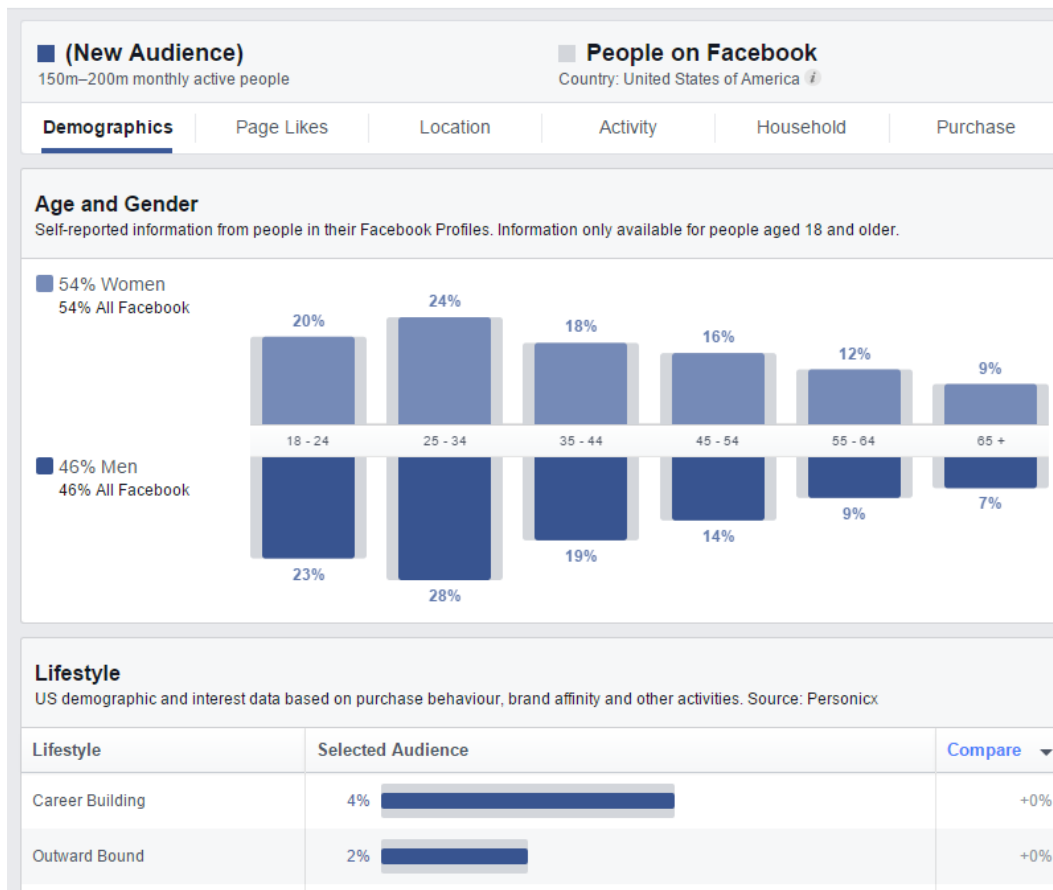 (New Audience)
150m–200m monthly active people
People on Facebook
Country: United States of America i
Demographics Page Likes Location Activity Household Purchase
Age and Gender
Self-reported information from people in their Facebook Profiles. Information only available for people aged 18 and older.
54% Women
54% All Facebook
20% 24% 18% 16% 12% 9%
18 - 24 25 - 34 35 - 44 45 - 54 55 - 64 65 +
46% Men
46% All Facebook
23% 28% 19% 14% 9% 7%
Lifestyle
US demographic and interest data based on purchase behaviour, brand affinity and other activities. Source: Personicx
Lifestyle Selected Audience Compare
Career Building 4% +0%
Outward Bound 2% +0%